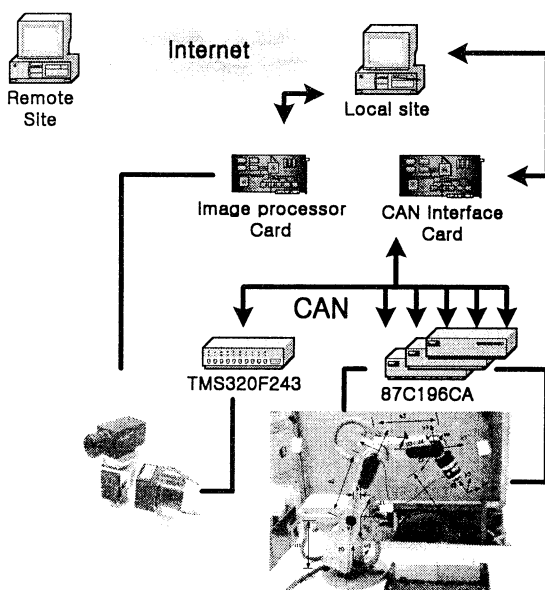 Internet
Remote
Site
Local site
Image processor
Card
CAN Interface
Card
CAN
TMS320F243
87C196CA